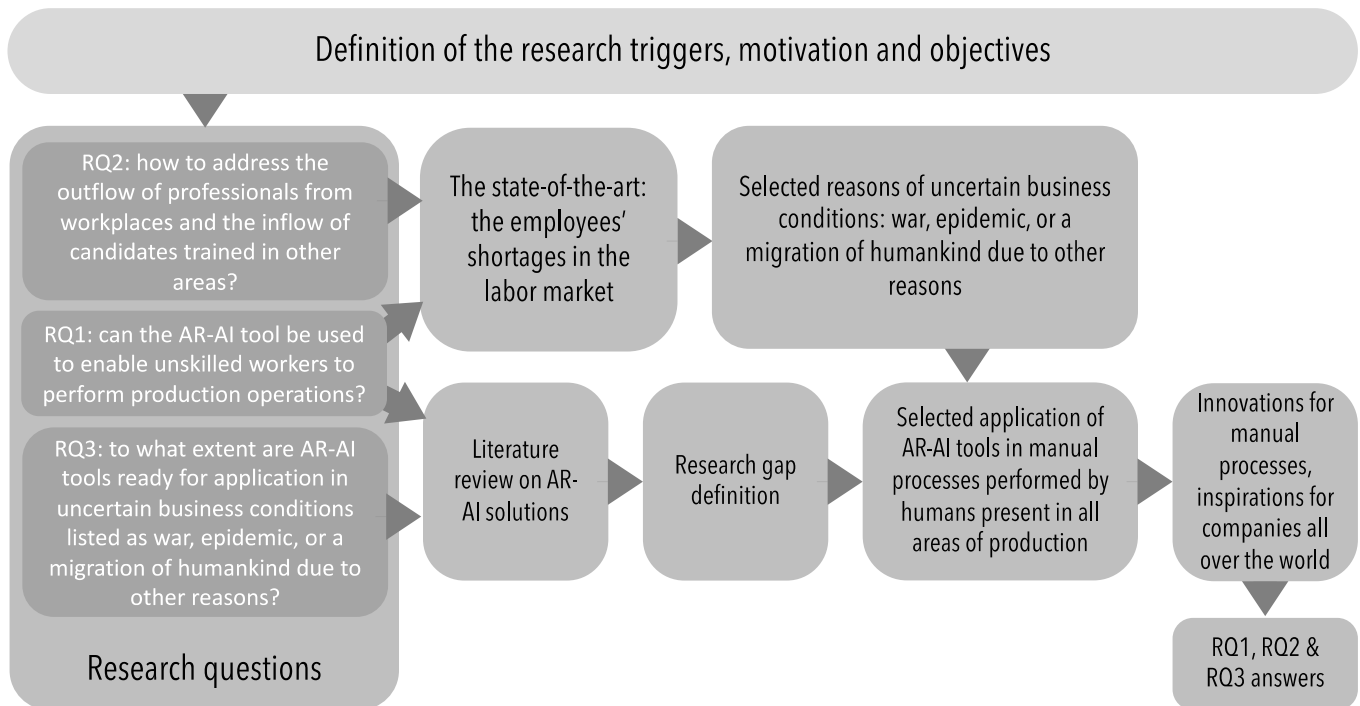 Definition of the research triggers, motivation and objectives
RQ2: how to address the
outflow of professionals from
workplaces and the inflow of
candidates trained in other
areas?
RQ1: can the AR-AI tool be used
to enable unskilled workers to
perform production operations?
RQ3: to what extent are AR-AI
tools ready for application in
uncertain business conditions
listed as war, epidemic, or a
migration of humankind due to
other reasons?
Research questions
The state-of-the-art:
the employees’
shortages in the
labor market
Selected reasons of uncertain business
conditions: war, epidemic, or a
migration of humankind due to other
reasons
Literature
review on AR-
AI solutions
Research gap
definition
Selected application of
AR-AI tools in manual
processes performed by
humans present in all
areas of production
Innovations for
manual
processes,
inspirations for
companies all
over the world
RQ1, RQ2 &
RQ3 answers